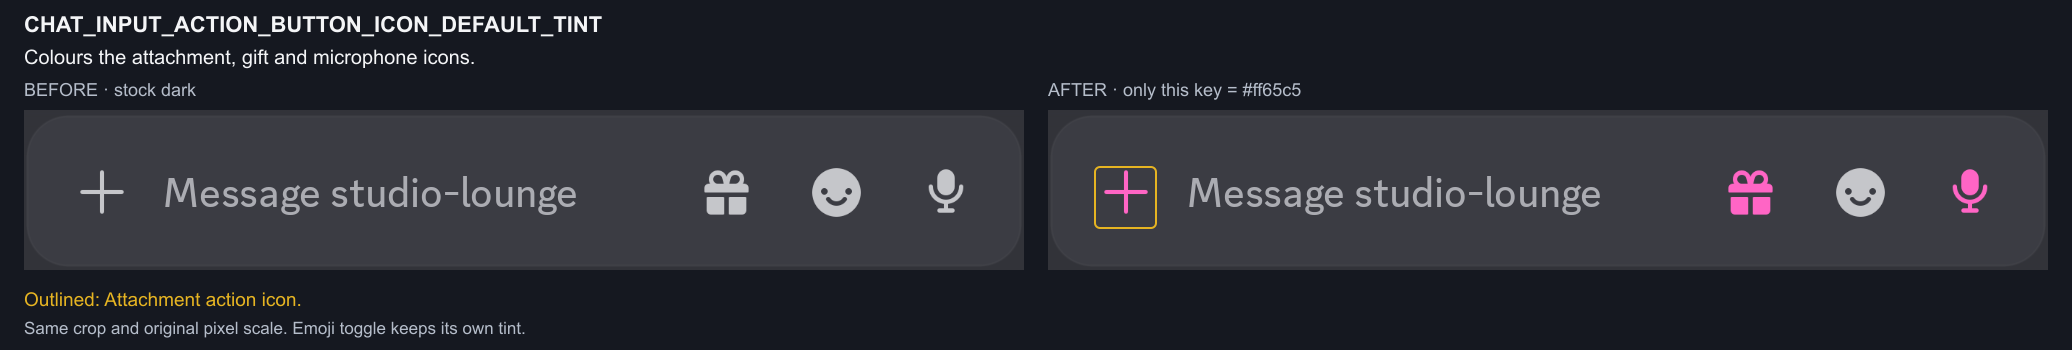 CHAT_INPUT_ACTION_BUTTON_ICON_DEFAULT_TINT
Colours the attachment, gift and microphone icons.
BEFORE · stock dark
AFTER · only this key = #ff65c5
Message studio-lounge
Message studio-lounge
Outlined: Attachment action icon.
Same crop and original pixel scale. Emoji toggle keeps its own tint.